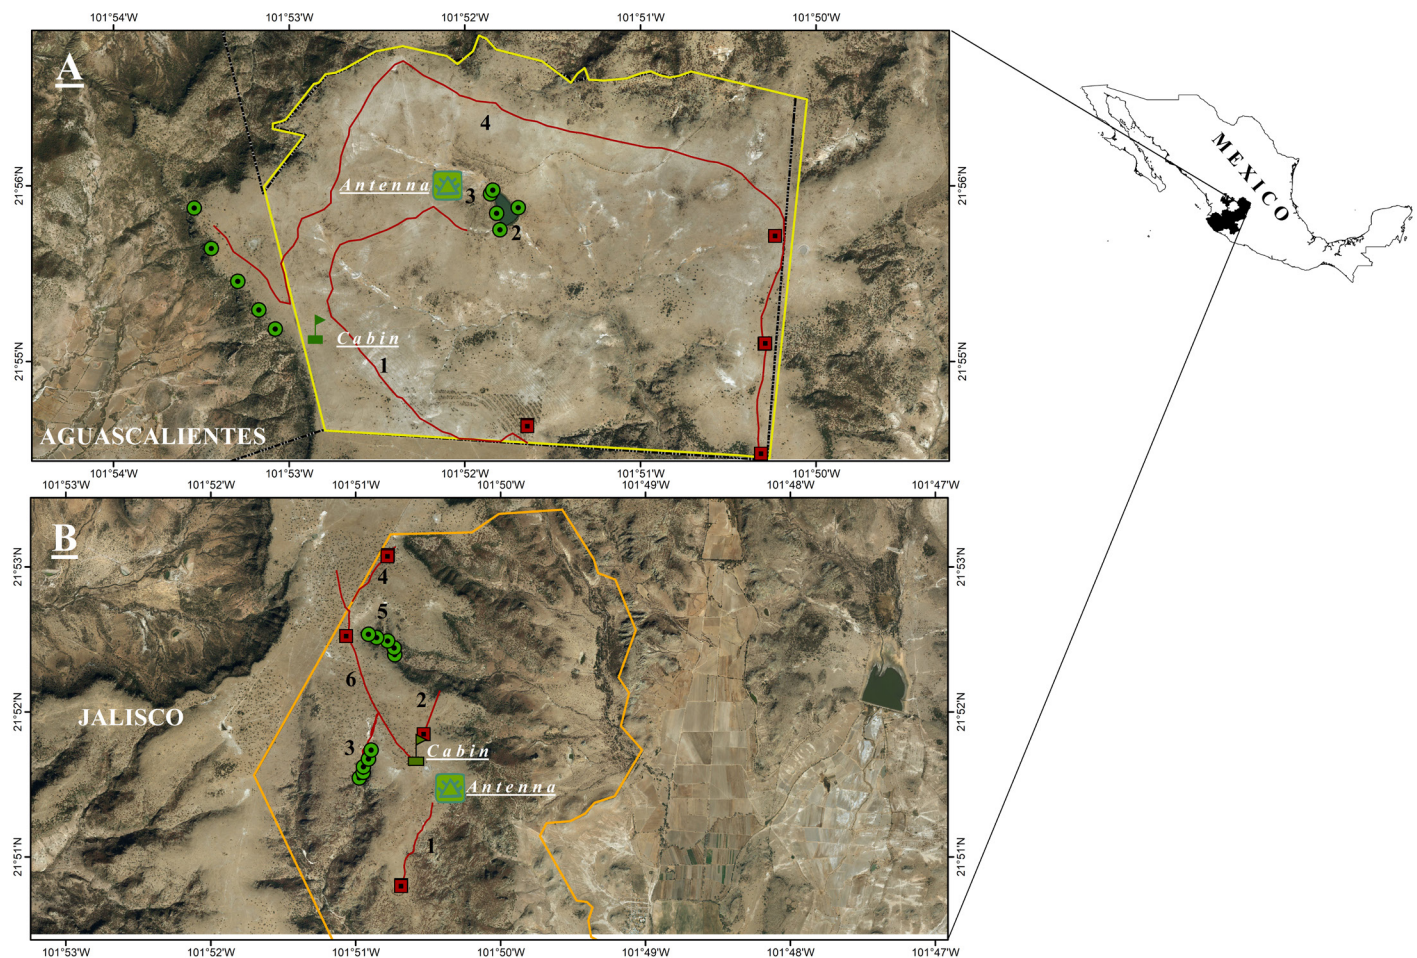 101°54'W 101°53'W 101°52'W 101°51'W 101°50'W
A
4
21°56'N
21°56'N
Antenna
3
2
Cabin
21°55'N
21°55'N
1
AGUASCALIENTES
101°54'W 101°53'W 101°52'W 101°51'W 101°50'W
101°53'W 101°52'W 101°51'W 101°50'W 101°49'W 101°48'W 101°47'W
B
21°53'N
21°53'N
4
5
6
2
21°52'N
21°52'N
JALISCO
3
Cabin
Antenna
1
21°51'N
21°51'N
101°53'W 101°52'W 101°51'W 101°50'W 101°49'W 101°48'W 101°47'W
MEXICO